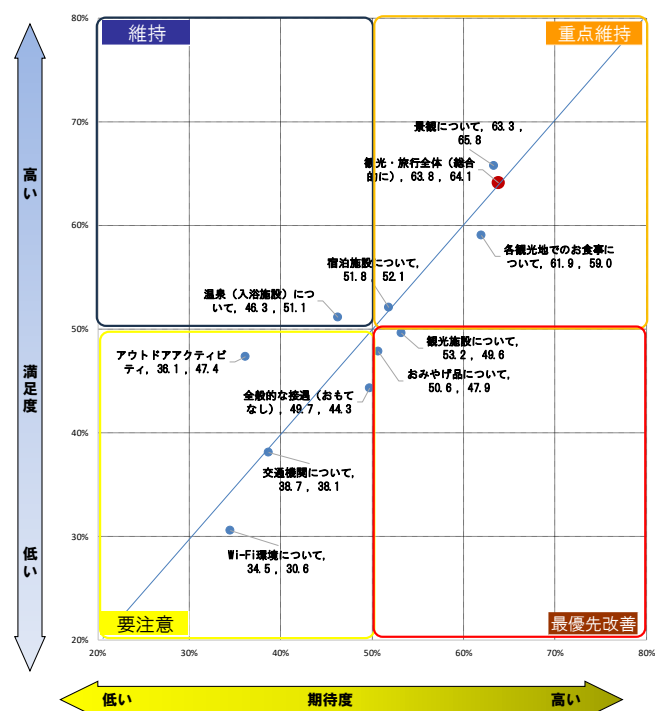 80%
維持
重点維持
70%
景観について, 63.3 ,
65.8
観光・旅行全体（総合
的に）, 63.8 , 64.1
高い
60%
各観光地でのお食事に
ついて, 61.9 , 59.0
宿泊施設について,
51.8 , 52.1
温泉（入浴施設）につ
いて, 46.3 , 51.1
50%
観光施設について,
53.2 , 49.6
アウトドアアクティビ
ティ, 36.1 , 47.4
おみやげ品について,
50.6 , 47.9
満足度
全般的な接遇（おもて
なし）, 49.7 , 44.3
40%
交通機関について,
38.7 , 38.1
30%
Wi-Fi環境について,
34.5 , 30.6
低い
要注意
最優先改善
20%
20%
30%
40%
50%
60%
70%
80%
低い
期待度
高い